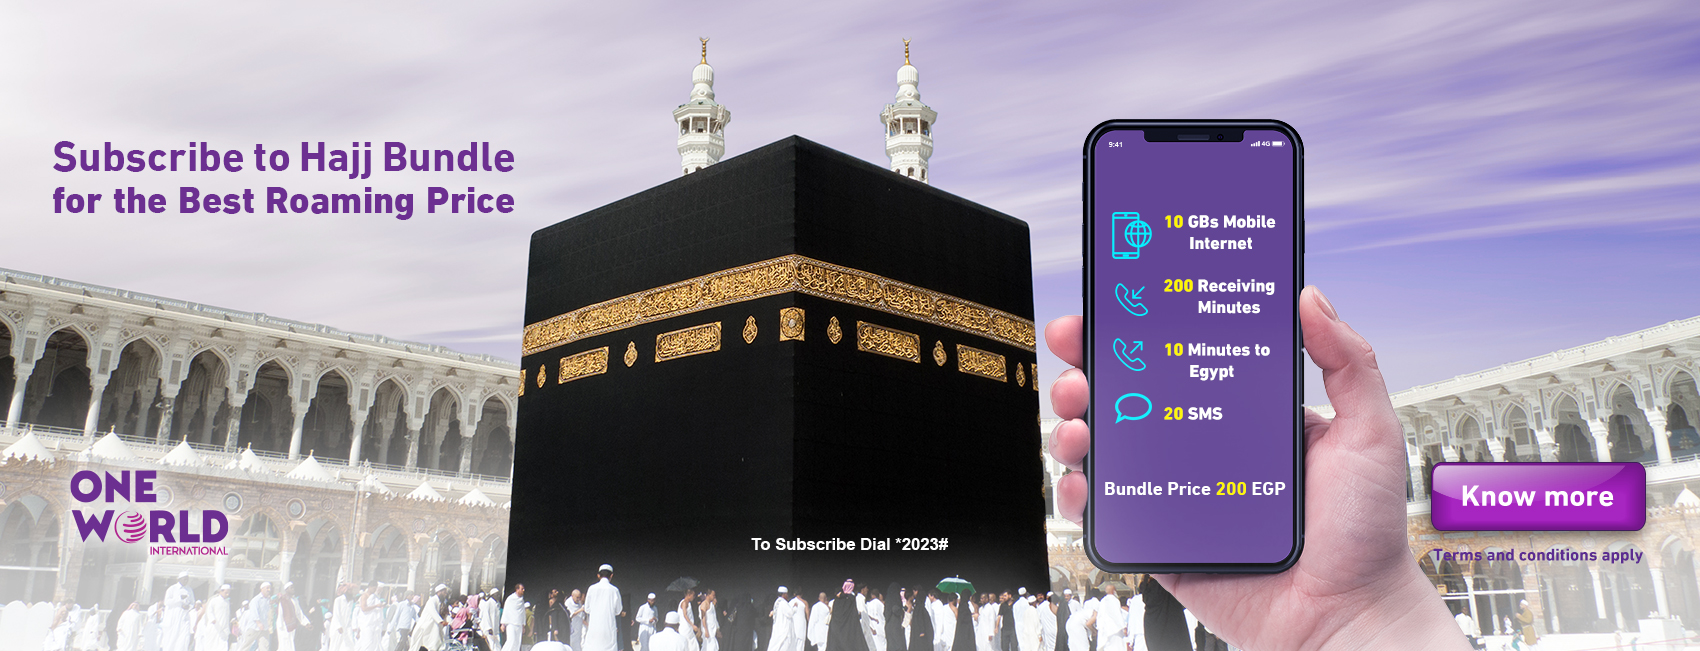 Subscribe to Hajj Bundle
for the Best Roaming Price
9:41
4G
10 GBs Mobile
Internet
200 Receiving
Minutes
10 Minutes to
Egypt
20 SMS
Bundle Price 200 EGP
ONE
WORLD
INTERNATIONAL
To Subscribe Dial *2023#
Know more
Terms and conditions apply